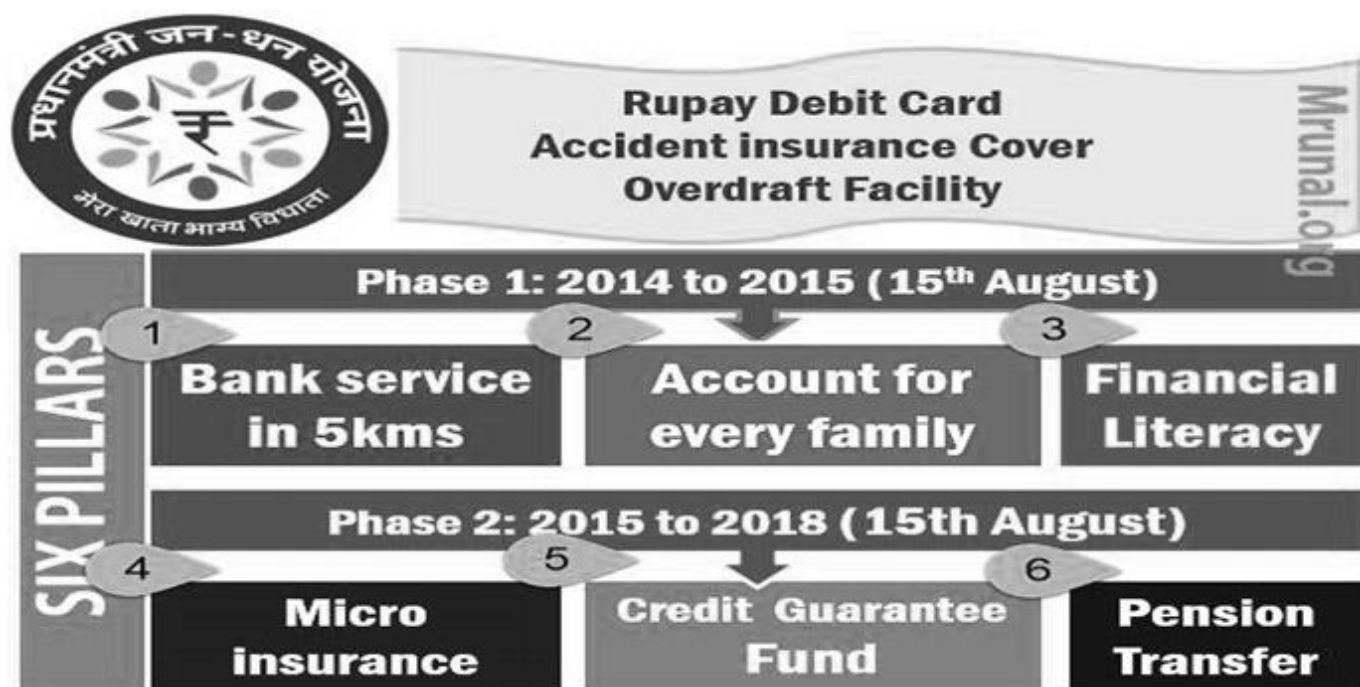 प्रधानमंत्री जन-धन योजना
मेरा खाता भाग्य विधाता
Rupay Debit Card
Accident insurance Cover
Overdraft Facility
Mrunal.org
SIX PILLARS
Phase 1: 2014 to 2015 (15th August)
1
Bank service
in 5kms
2
Account for
every family
3
Financial
Literacy
Phase 2: 2015 to 2018 (15th August)
4
Micro
insurance
5
Credit Guarantee
Fund
6
Pension
Transfer